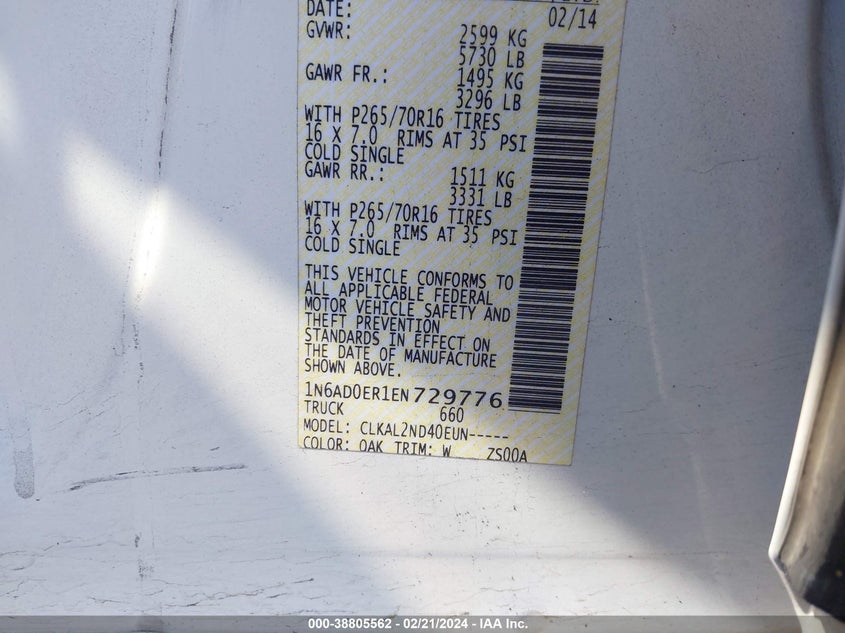 DATE: 02/14
GVWR: 2599 KG
5730 LB
GAWR FR.: 1495 KG
3296 LB
WITH P265/70R16 TIRES
16 X 7.0 RIMS AT 35 PSI
COLD SINGLE
GAWR RR.: 1511 KG
3331 LB
WITH P265/70R16 TIRES
16 X 7.0 RIMS AT 35 PSI
COLD SINGLE
THIS VEHICLE CONFORMS TO
ALL APPLICABLE FEDERAL
MOTOR VEHICLE SAFETY AND
THEFT PREVENTION
STANDARDS IN EFFECT ON
THE DATE OF MANUFACTURE
SHOWN ABOVE.
1N6AD0ER1EN729776
TRUCK 660
MODEL: CLKAL2ND40EUN-----
COLOR: QAK TRIM: W ZS00A
000-38805562 - 02/21/2024 - IAA Inc.